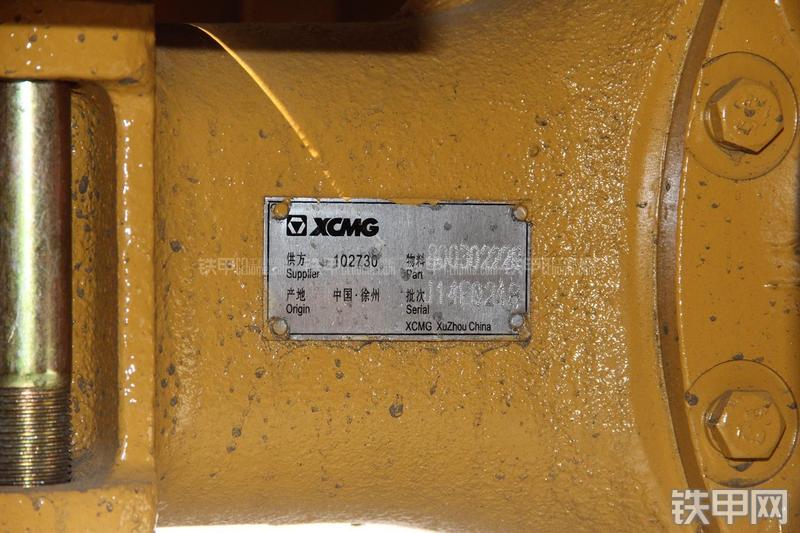 XCMG
供方 Supplier 102730 物料 Part
产地 Origin 中国·徐州 批次 Serial
XCMG XuZhou China
铁甲网